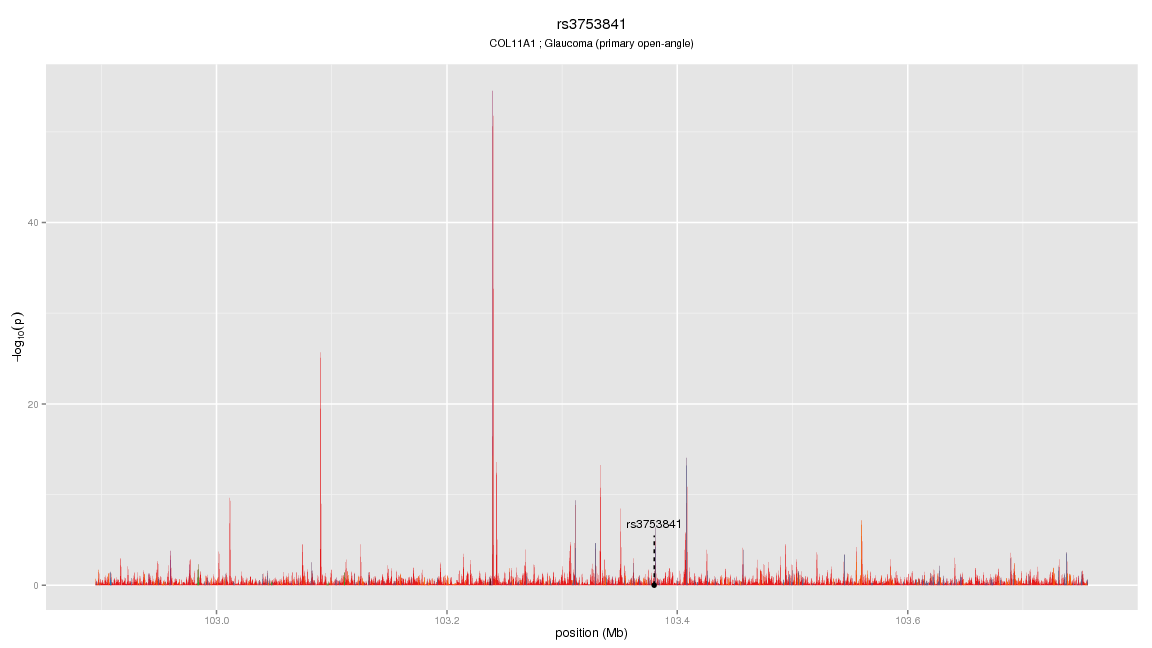 rs3753841
COL11A1 ; Glaucoma (primary open-angle)
−log₁₀(p)
40
20
0
rs3753841
103.0 103.2 103.4 103.6
position (Mb)